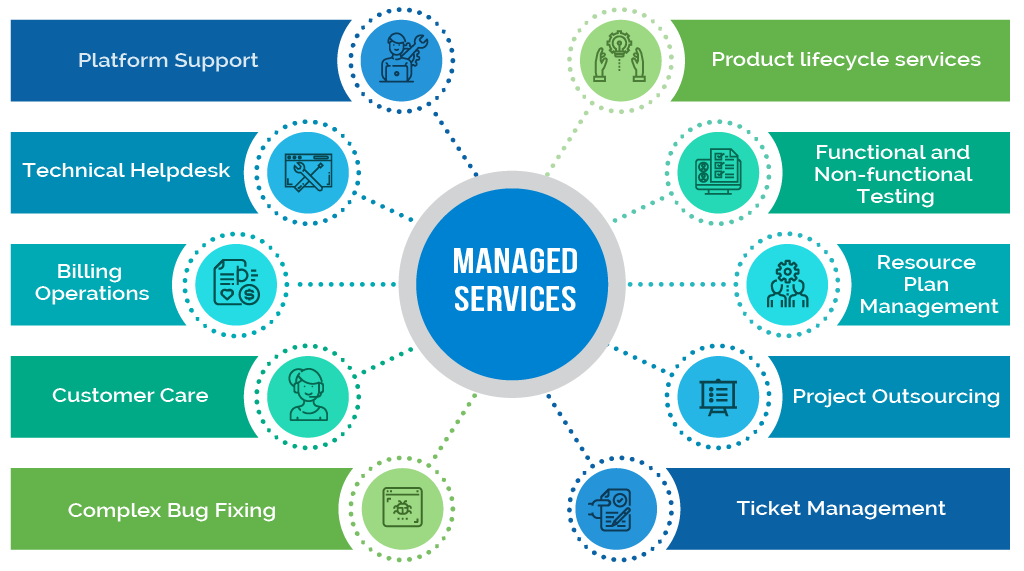 Platform Support
Technical Helpdesk
Billing
Operations
Customer Care
Complex Bug Fixing
MANAGED
SERVICES
Product lifecycle services
Functional and
Non-functional
Testing
Resource
Plan
Management
Project Outsourcing
Ticket Management